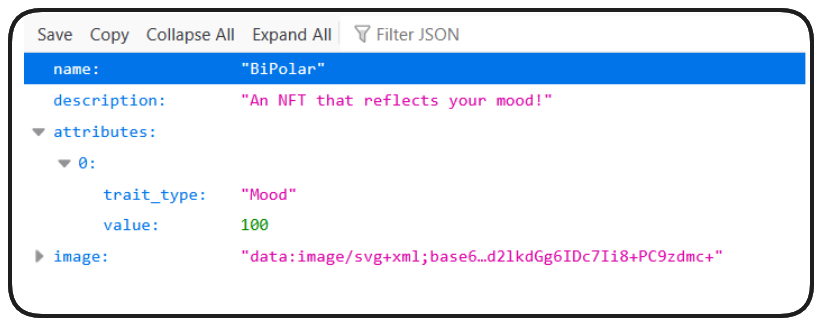 Save Copy Collapse All Expand All Filter JSON
name: "BiPolar"
description: "An NFT that reflects your mood!"
attributes:
0:
trait_type: "Mood"
value: 100
image: "data:image/svg+xml;base6…d2lkdGg6IDc7Ii8+PC9zdmc+"